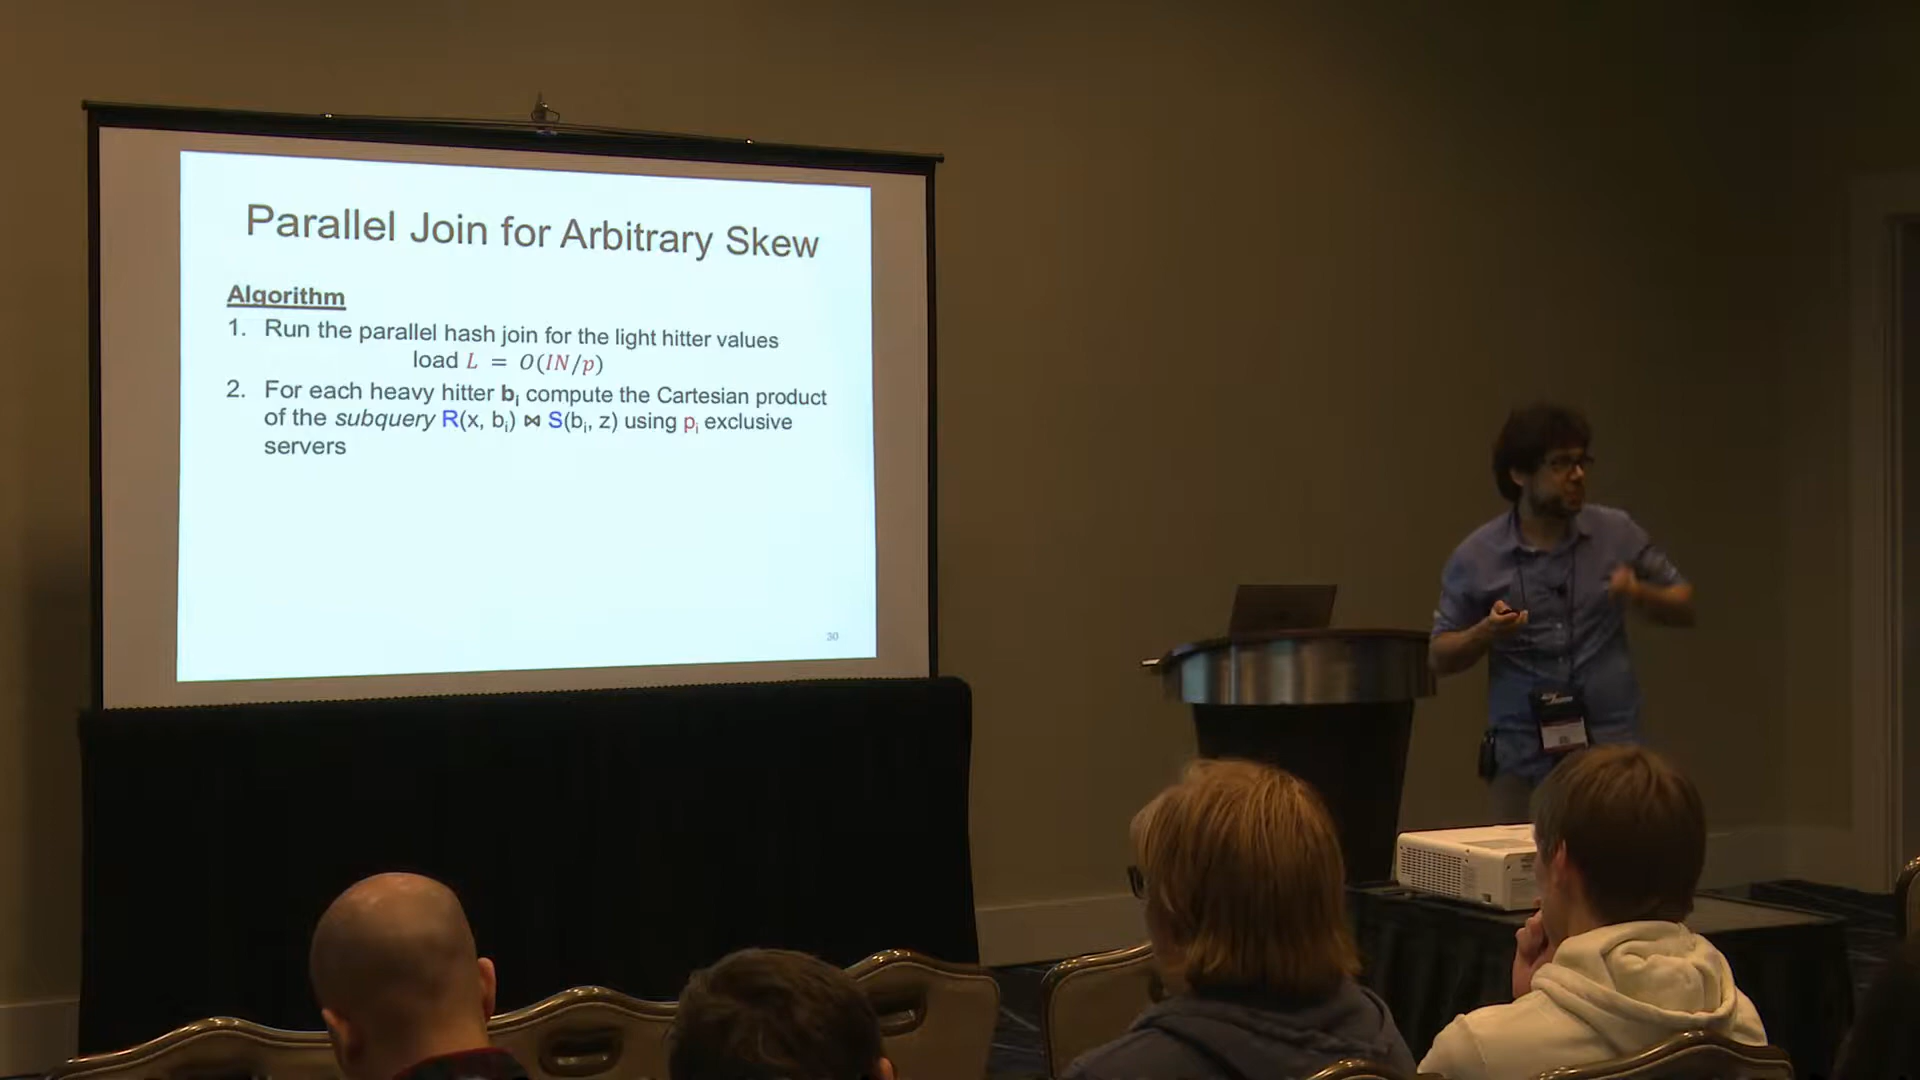 Parallel Join for Arbitrary Skew
Algorithm
1. Run the parallel hash join for the light hitter values
load L = O(IN/p)
2. For each heavy hitter bᵢ compute the Cartesian product
of the subquery R(x, bᵢ) ⋈ S(bᵢ, z) using pᵢ exclusive
servers
30